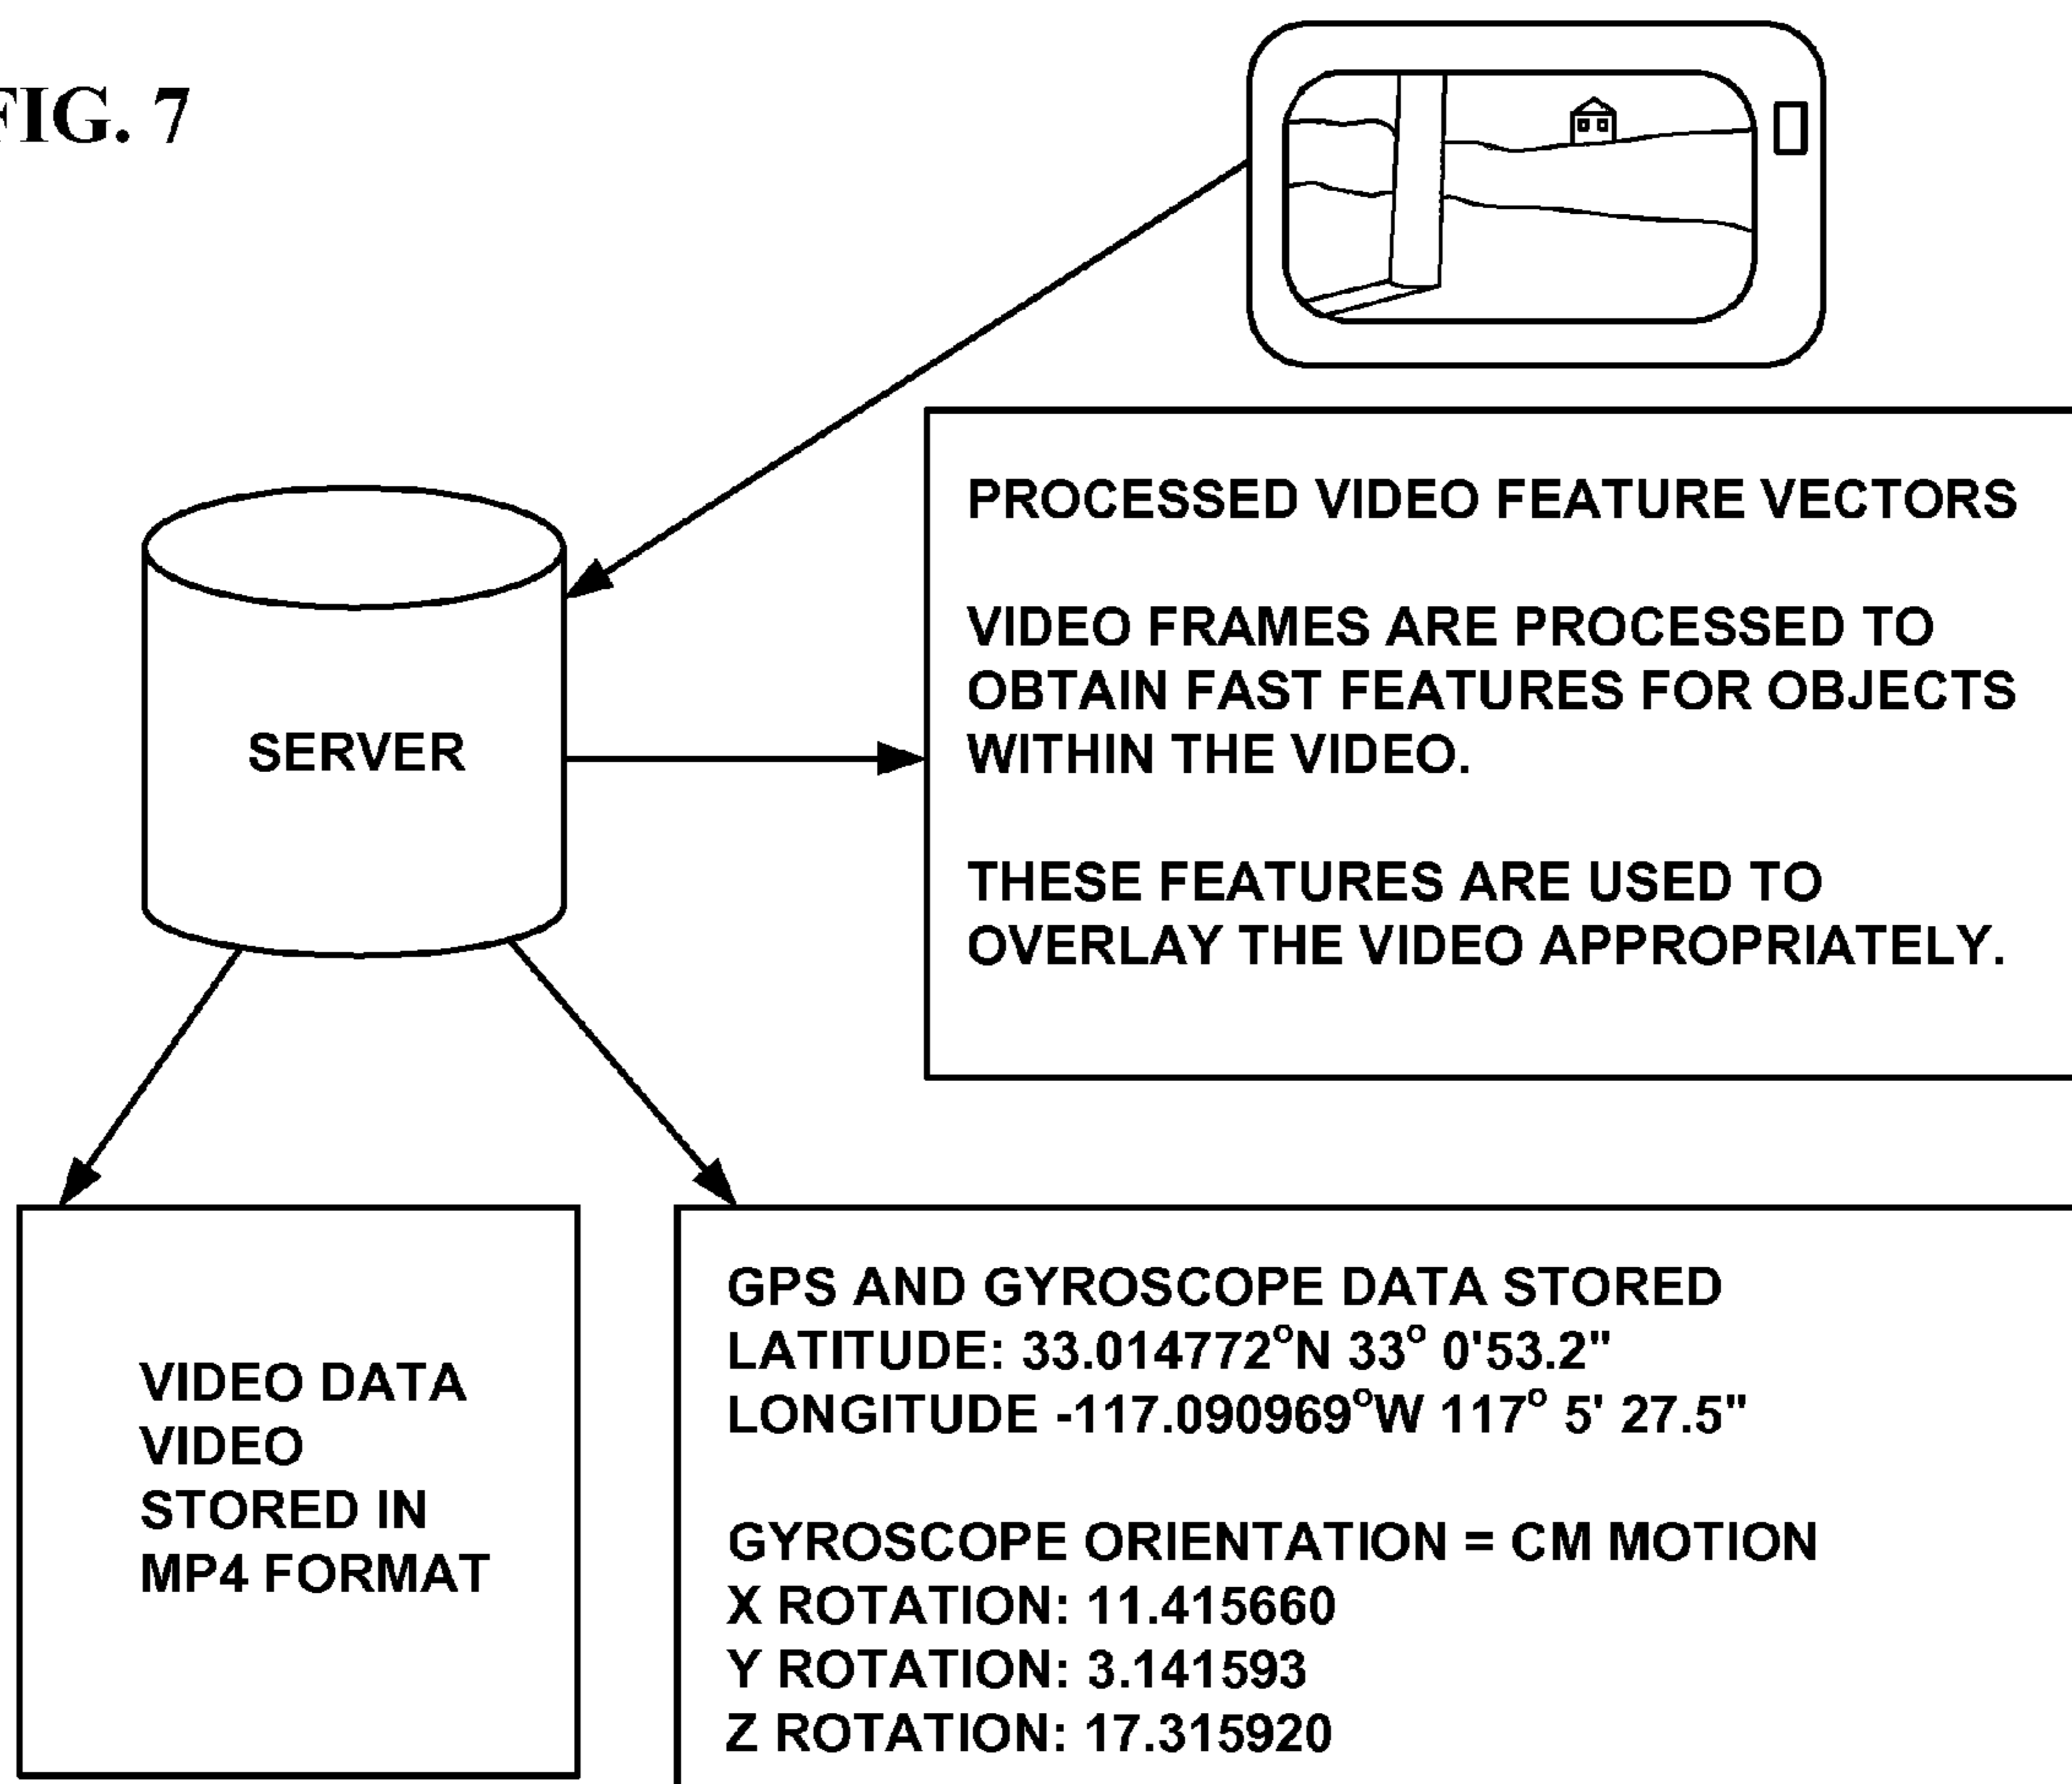 FIG. 7
PROCESSED VIDEO FEATURE VECTORS
VIDEO FRAMES ARE PROCESSED TO
OBTAIN FAST FEATURES FOR OBJECTS
WITHIN THE VIDEO.
THESE FEATURES ARE USED TO
OVERLAY THE VIDEO APPROPRIATELY.
SERVER
VIDEO DATA
VIDEO
STORED IN
MP4 FORMAT
GPS AND GYROSCOPE DATA STORED
LATITUDE: 33.014772°N 33° 0'53.2"
LONGITUDE -117.090969°W 117° 5' 27.5"
GYROSCOPE ORIENTATION = CM MOTION
X ROTATION: 11.415660
Y ROTATION: 3.141593
Z ROTATION: 17.315920